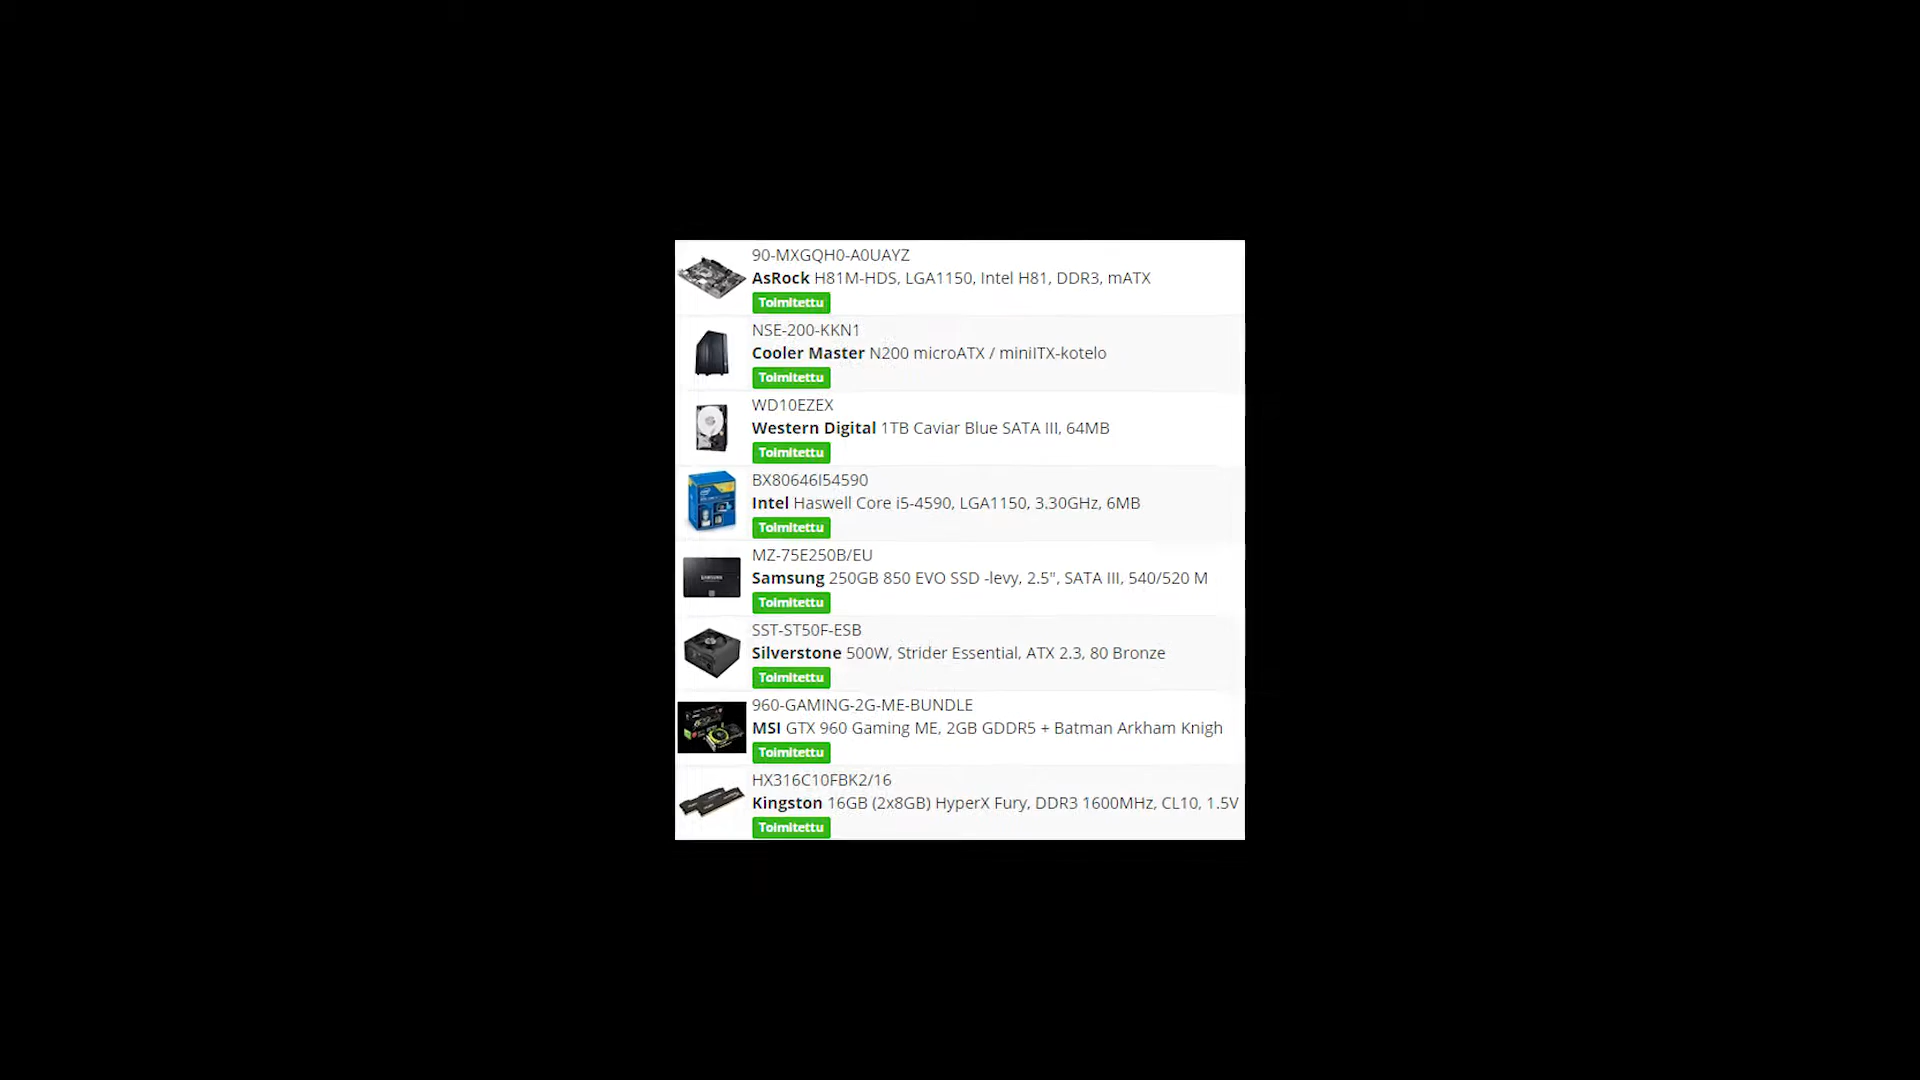 90-MXGQH0-A0UAYZ
AsRock H81M-HDS, LGA1150, Intel H81, DDR3, mATX
Toimitettu
NSE-200-KKN1
Cooler Master N200 microATX / miniITX-kotelo
Toimitettu
WD10EZEX
Western Digital 1TB Caviar Blue SATA III, 64MB
Toimitettu
BX80646I54590
Intel Haswell Core i5-4590, LGA1150, 3.30GHz, 6MB
Toimitettu
MZ-75E250B/EU
Samsung 250GB 850 EVO SSD -levy, 2.5", SATA III, 540/520 M
Toimitettu
SST-ST50F-ESB
Silverstone 500W, Strider Essential, ATX 2.3, 80 Bronze
Toimitettu
960-GAMING-2G-ME-BUNDLE
MSI GTX 960 Gaming ME, 2GB GDDR5 + Batman Arkham Knigh
Toimitettu
HX316C10FBK2/16
Kingston 16GB (2x8GB) HyperX Fury, DDR3 1600MHz, CL10, 1.5V
Toimitettu